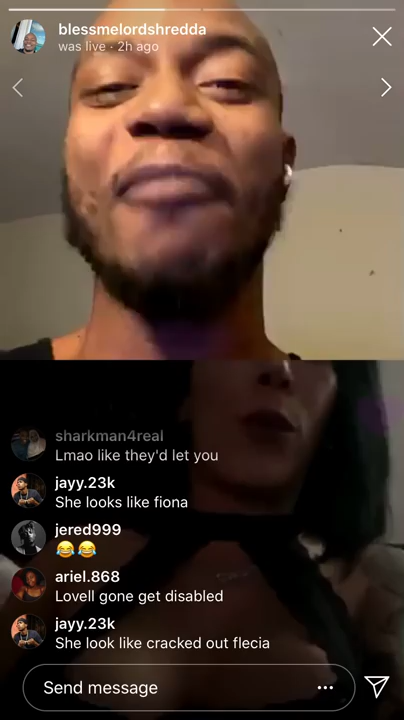 blessmelordshredda
was live · 2h ago
sharkman4real
Lmao like they'd let you
jayy.23k
She looks like fiona
jered999
😂😂
ariel.868
Lovell gone get disabled
jayy.23k
She look like cracked out flecia
Send message